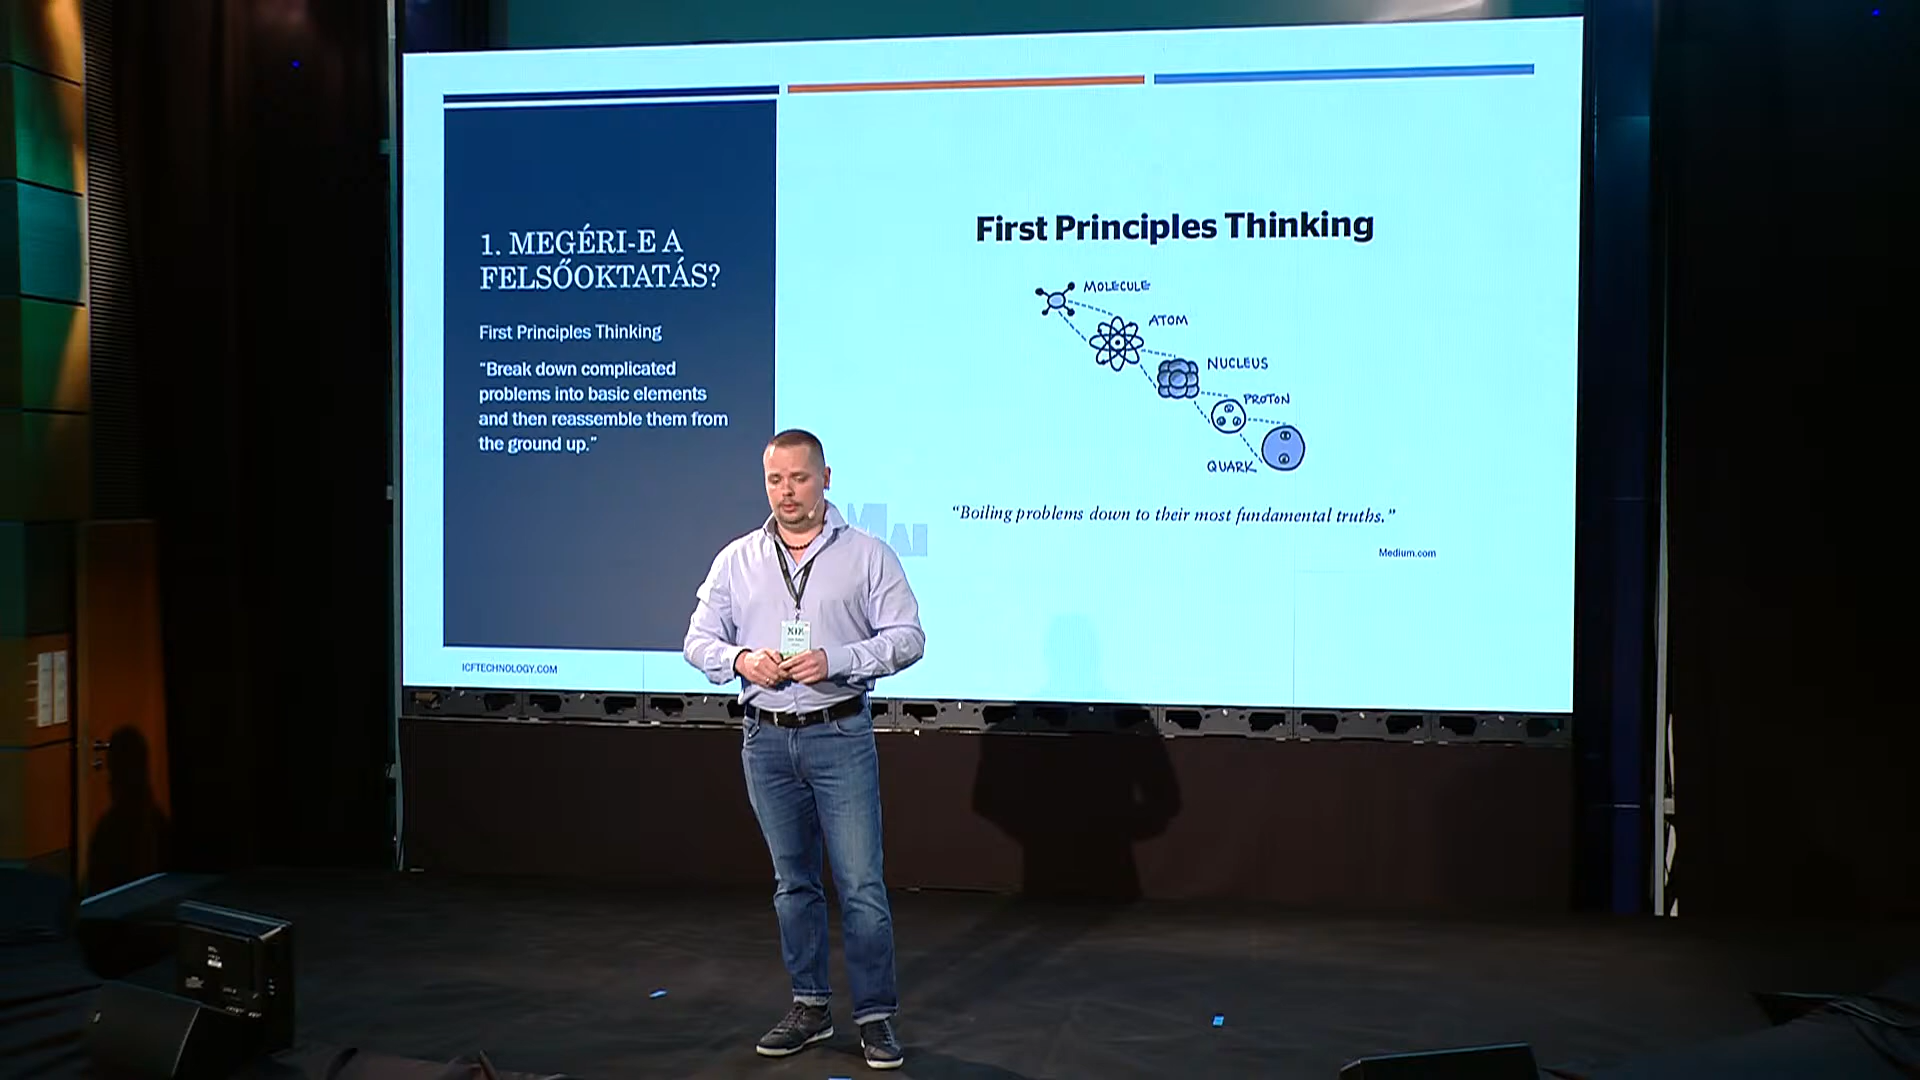 1. MEGÉRI-E A
FELSŐOKTATÁS?
First Principles Thinking
"Break down complicated
problems into basic elements
and then reassemble them from
the ground up."
ICFTECHNOLOGY.COM
First Principles Thinking
MOLECULE
ATOM
NUCLEUS
PROTON
QUARK
"Boiling problems down to their most fundamental truths."
Medium.com